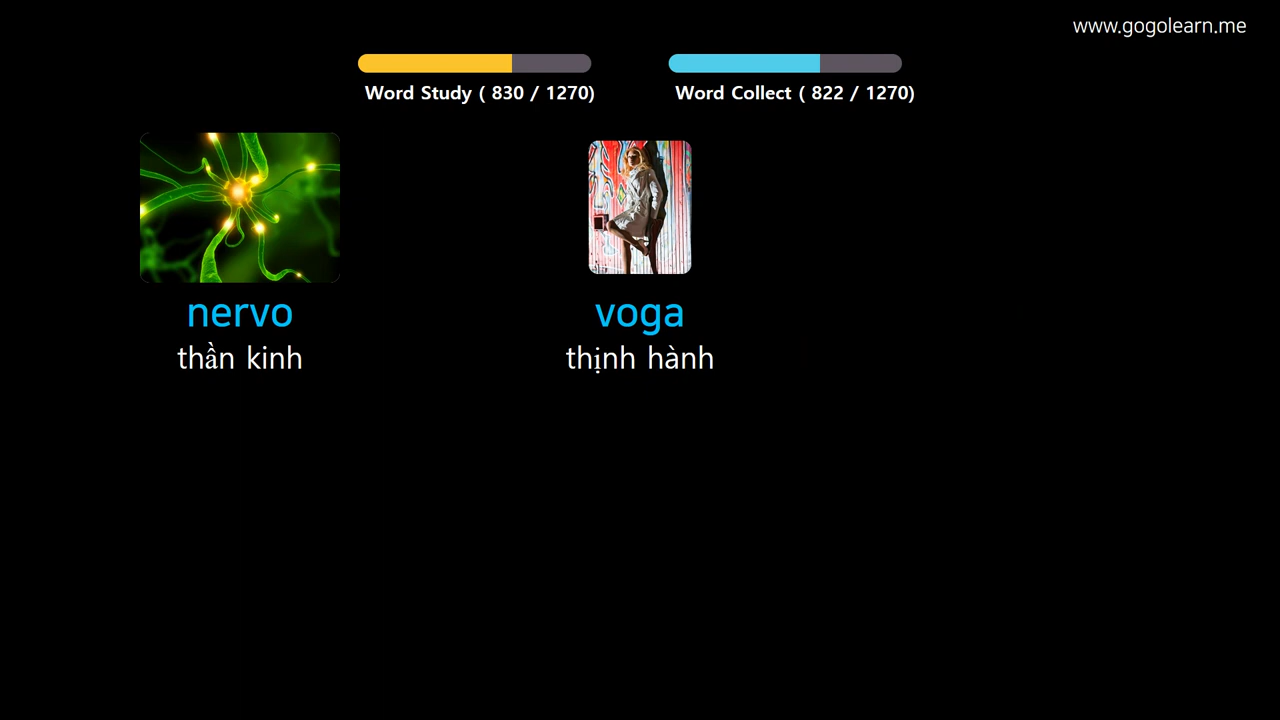 www.gogolearn.me
Word Study ( 830 / 1270)
Word Collect ( 822 / 1270)
nervo
thần kinh
voga
thịnh hành